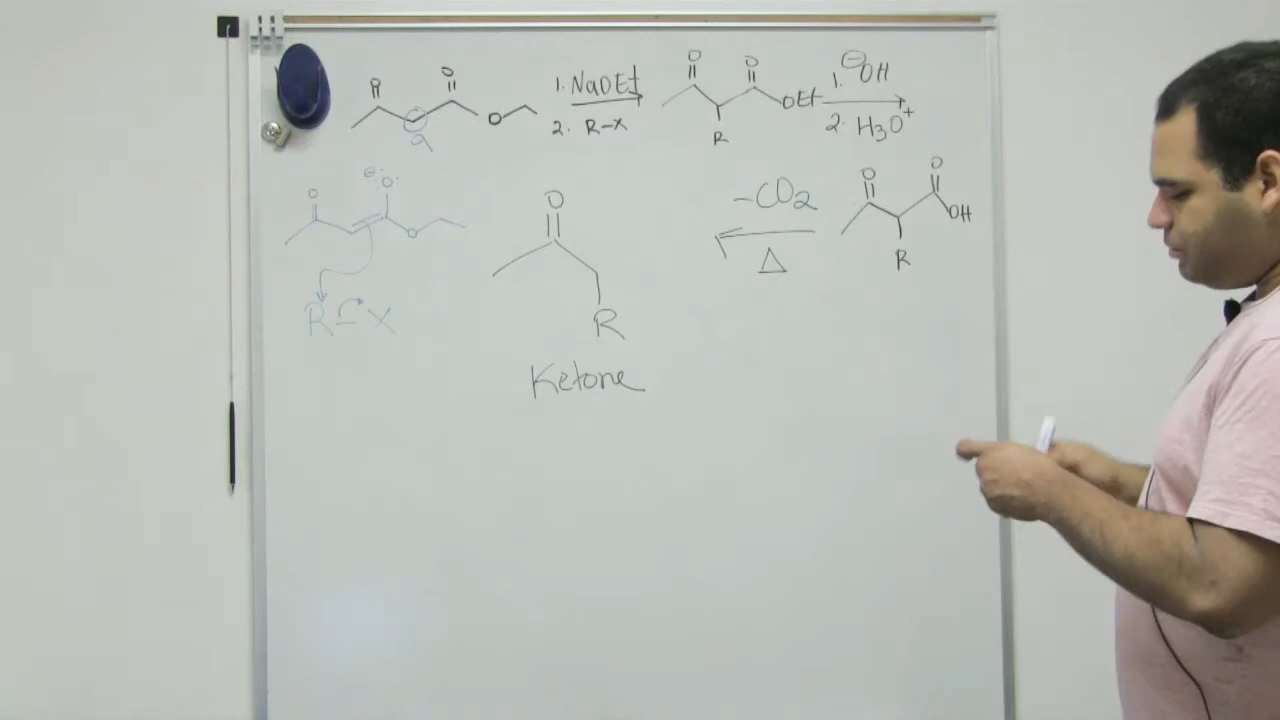 O O
O
1. NaOEt
2. R-X
O O
OEt
R
1. ⊖OH
2. H3O+
O
⊖ :O:
O
R-X
O
R
Ketone
-CO2
Δ
O O
OH
R